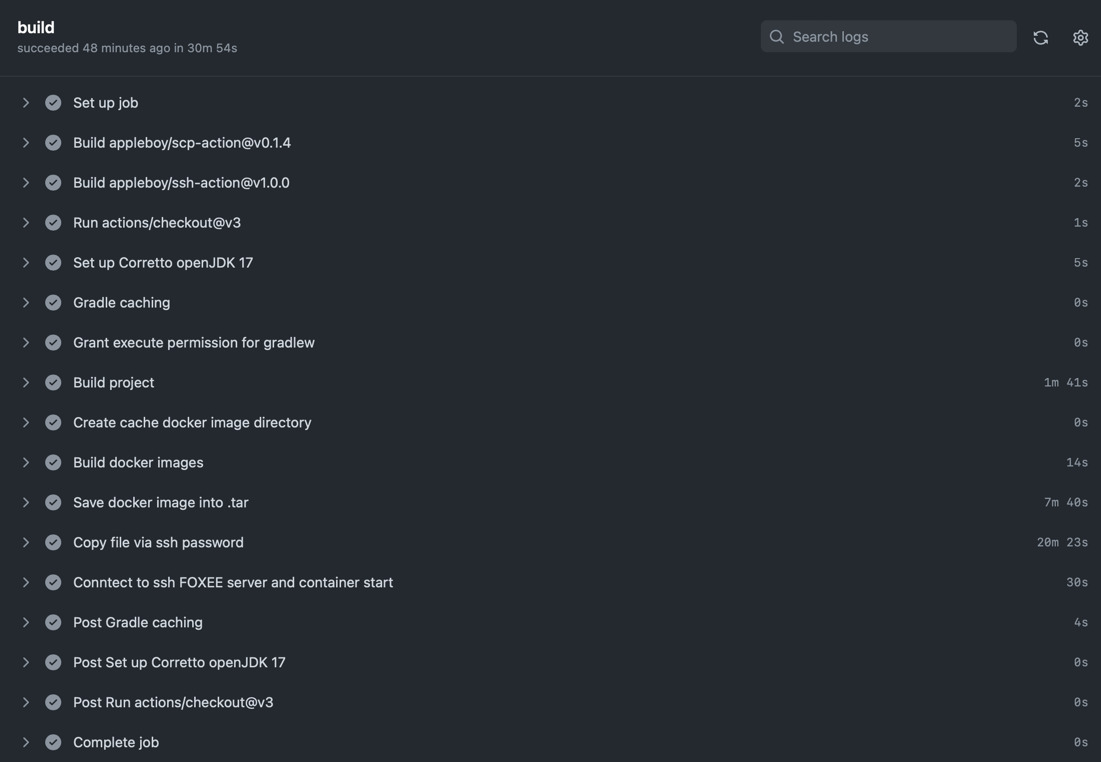 build
succeeded 48 minutes ago in 30m 54s
Search logs
Set up job 2s
Build appleboy/scp-action@v0.1.4 5s
Build appleboy/ssh-action@v1.0.0 2s
Run actions/checkout@v3 1s
Set up Corretto openJDK 17 5s
Gradle caching 0s
Grant execute permission for gradlew 0s
Build project 1m 41s
Create cache docker image directory 0s
Build docker images 14s
Save docker image into .tar 7m 40s
Copy file via ssh password 20m 23s
Conntect to ssh FOXEE server and container start 30s
Post Gradle caching 4s
Post Set up Corretto openJDK 17 0s
Post Run actions/checkout@v3 0s
Complete job 0s